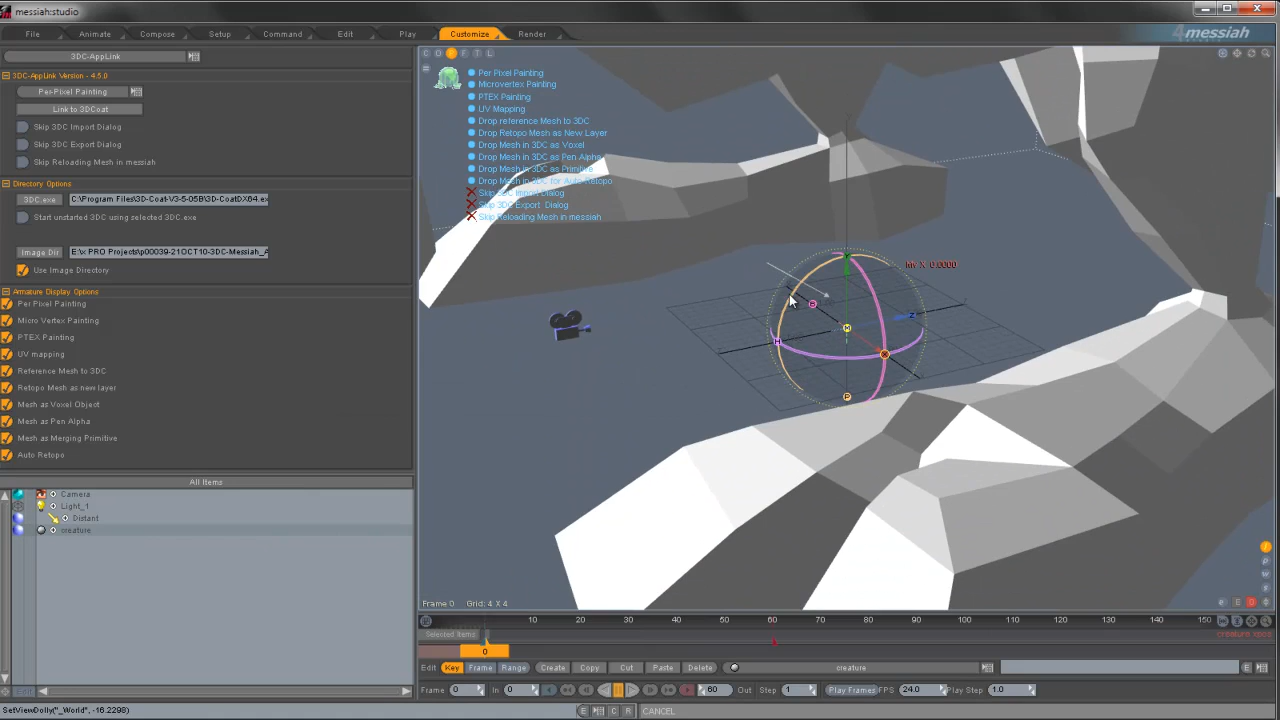 messiah:studio
File Animate Compose Setup Command Edit Play Customize Render 4messiah
3DC-AppLink
3DC-AppLink Version - 4.5.0
Per-Pixel Painting
Link to 3DCoat
Skip 3DC Import Dialog
Skip 3DC Export Dialog
Skip Reloading Mesh in messiah
Directory Options
3DC.exe C:\Program Files\3D-Coat-V3-5-05B\3D-CoatDX64.ex
Start unstarted 3DC using selected 3DC.exe
Image Dir E:\x PRO Projects\p00039-21OCT10-3DC-Messiah_A
Use Image Directory
Armature Display Options
Per Pixel Painting
Micro Vertex Painting
PTEX Painting
UV mapping
Reference Mesh to 3DC
Retopo Mesh as new layer
Mesh as Voxel Object
Mesh as Pen Alpha
Mesh as Merging Primitive
Auto Retopo
All Items
Camera
Light_1
Distant
creature
C O P F T L
Per Pixel Painting
Microvertex Painting
PTEX Painting
UV Mapping
Drop reference Mesh to 3DC
Drop Retopo Mesh as New Layer
Drop Mesh in 3DC as Voxel
Drop Mesh in 3DC as Pen Alpha
Drop Mesh in 3DC as Primitive
Drop Mesh in 3DC for Auto-Retopo
Skip 3DC Import Dialog
Skip 3DC Export Dialog
Skip Reloading Mesh in messiah
Mv X: 0.0000
Y
B
Z
M
H
X
P
Frame 0 Grid: 4 X 4
10 20 30 40 50 60 70 80 90 100 110 120 130 140 150
Selected Items creature xpos
0
Edit Key Frame Range Create Copy Cut Paste Delete creature E
Frame 0 In 0 60 Out Step 1 Play Frames FPS 24.0 Play Step 1.0
SetViewDolly("_World", -16.2298) E C R CANCEL